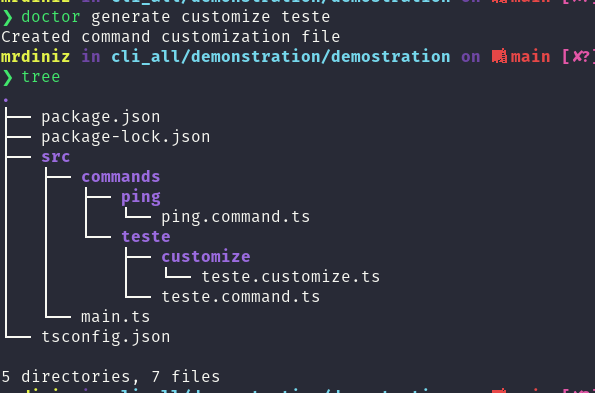 ❯ doctor generate customize teste
Created command customization file
mrdiniz in cli_all/demonstration/demostration on main [✘?]
❯ tree
.
├── package.json
├── package-lock.json
├── src
│   ├── commands
│   │   ├── ping
│   │   │   └── ping.command.ts
│   │   └── teste
│   │       ├── customize
│   │       │   └── teste.customize.ts
│   │       └── teste.command.ts
│   └── main.ts
└── tsconfig.json
5 directories, 7 files